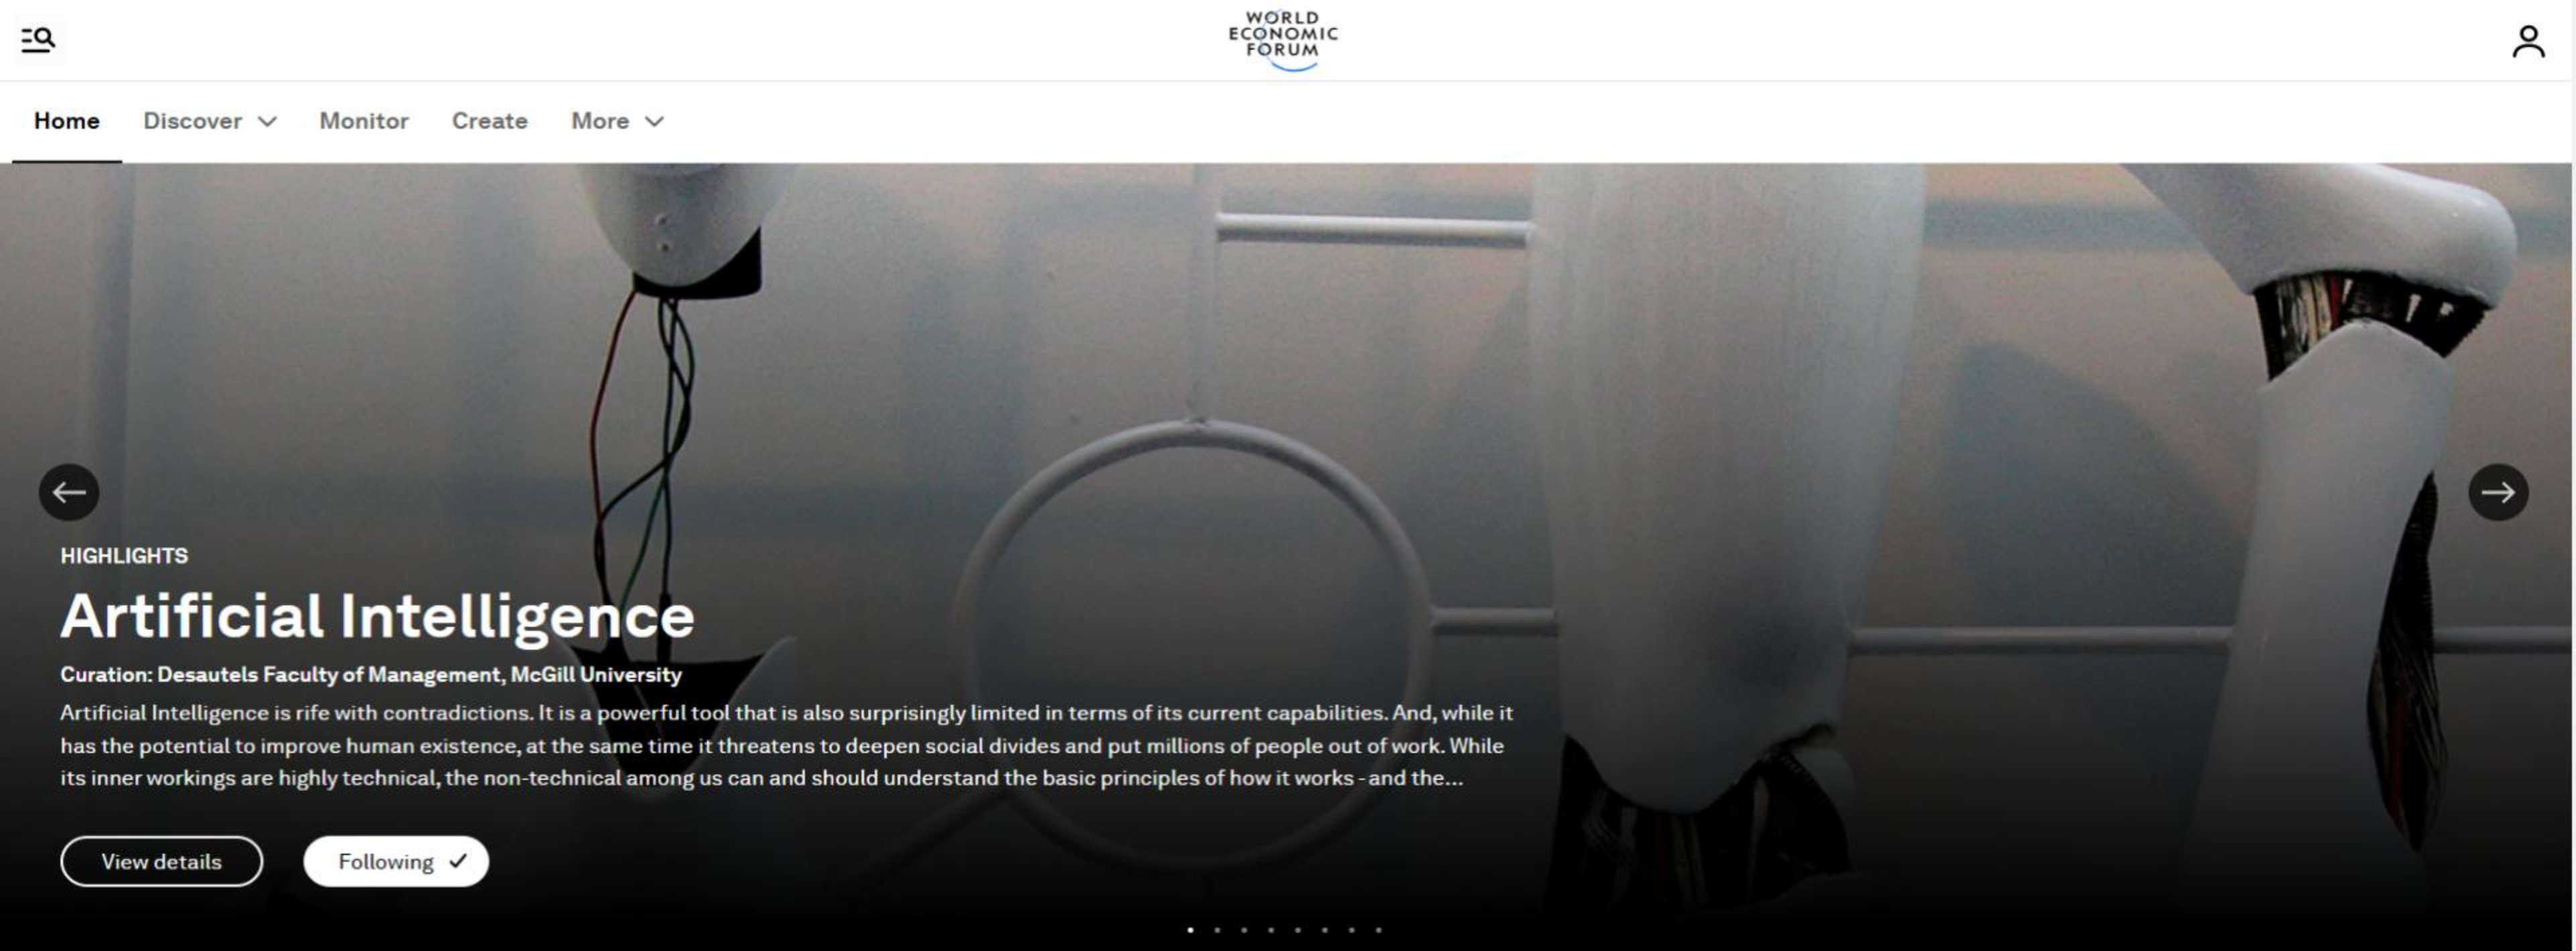 WORLD
ECONOMIC
FORUM
Home Discover Monitor Create More
HIGHLIGHTS
Artificial Intelligence
Curation: Desautels Faculty of Management, McGill University
Artificial Intelligence is rife with contradictions. It is a powerful tool that is also surprisingly limited in terms of its current capabilities. And, while it
has the potential to improve human existence, at the same time it threatens to deepen social divides and put millions of people out of work. While
its inner workings are highly technical, the non-technical among us can and should understand the basic principles of how it works - and the...
View details Following